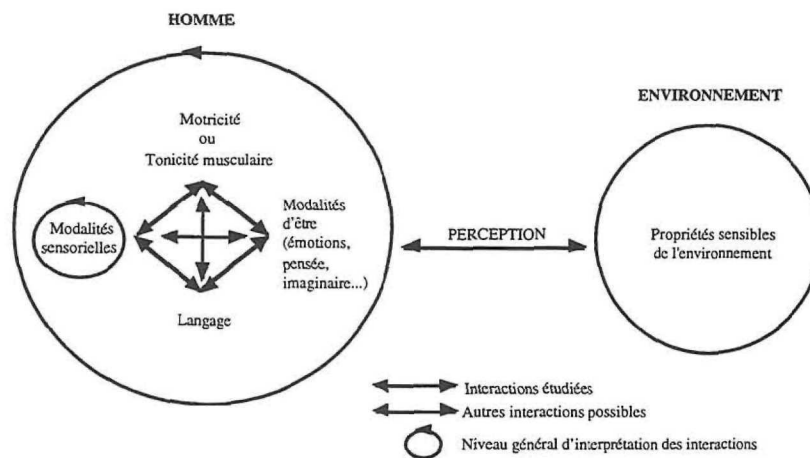 HOMME
Motricité
ou
Tonicité musculaire
Modalités
sensorielles
Modalités
d'être
(émotions,
pensée,
imaginaire...)
Langage
PERCEPTION
ENVIRONNEMENT
Propriétés sensibles
de l'environnement
Interactions étudiées
Autres interactions possibles
Niveau général d'interprétation des interactions